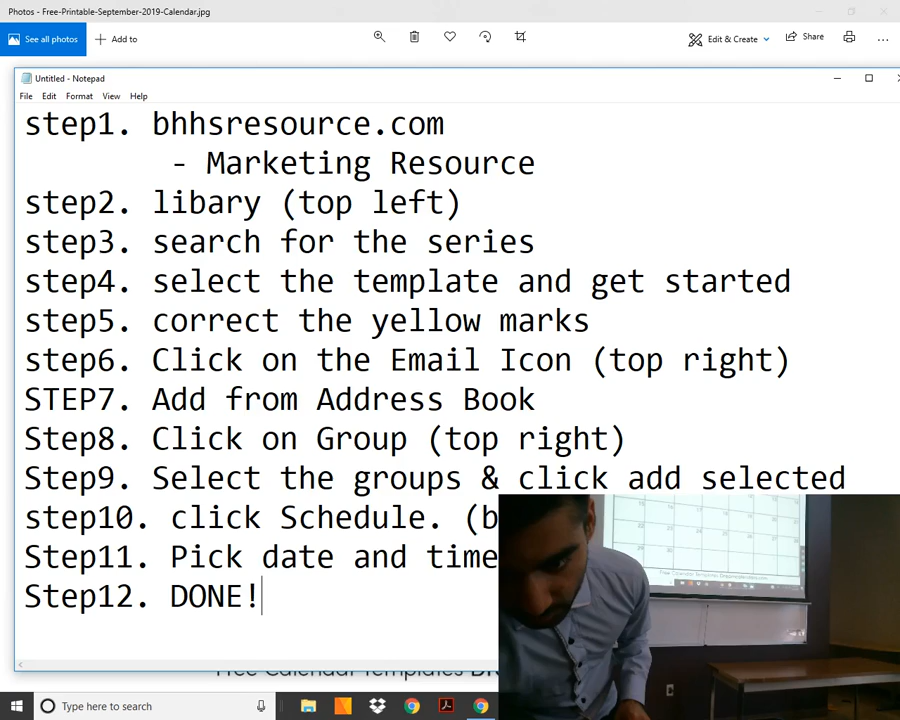 Photos - Free-Printable-September-2019-Calendar.jpg
See all photos
Add to
Edit & Create
Share
Untitled - Notepad
File Edit Format View Help
step1. bhhsresource.com
- Marketing Resource
step2. libary (top left)
step3. search for the series
step4. select the template and get started
step5. correct the yellow marks
step6. Click on the Email Icon (top right)
STEP7. Add from Address Book
Step8. Click on Group (top right)
Step9. Select the groups & click add selected
step10. click Schedule. (b
Step11. Pick date and time
Step12. DONE!
Free Calendar Templates
Type here to search